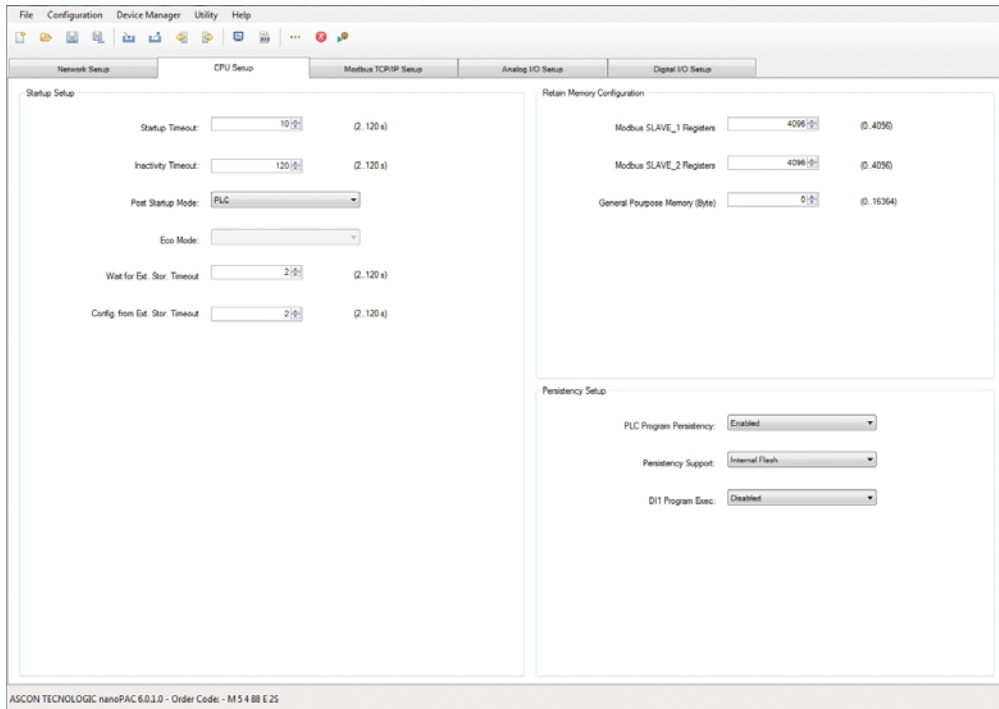 File Configuration Device Manager Utility Help
Network Setup CPU Setup Modbus TCP/IP Setup Analog I/O Setup Digital I/O Setup
Startup Setup
Startup Timeout: 10 (2..120 s)
Inactivity Timeout: 120 (2..120 s)
Post Startup Mode: PLC
Eco Mode:
Wait for Ext. Stor. Timeout 2 (2..120 s)
Config. from Ext. Stor. Timeout 2 (2..120 s)
Retain Memory Configuration
Modbus SLAVE_1 Registers 4096 (0..4096)
Modbus SLAVE_2 Registers 4096 (0..4096)
General Pourpose Memory (Byte) 0 (0..16364)
Persistency Setup
PLC Program Persistency: Enabled
Persistency Support: Internal Flash
DI1 Program Exec: Disabled
ASCON TECNOLOGIC nanoPAC 6.0.1.0 - Order Code: - M 5 4 88 E 2S